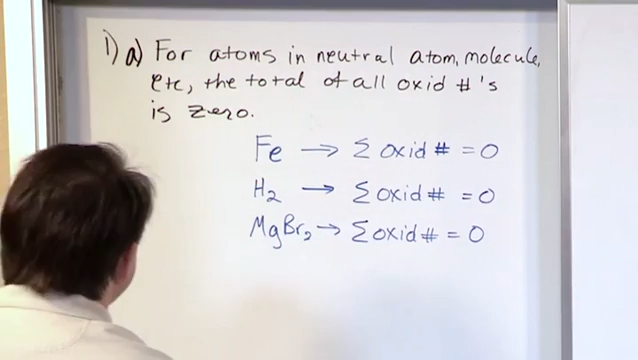 1) a) For atoms in neutral atom, molecule,
etc, the total of all oxid #'s
is zero.
Fe → Σ oxid # = 0
H₂ → Σ oxid # = 0
MgBr₂ → Σ oxid # = 0